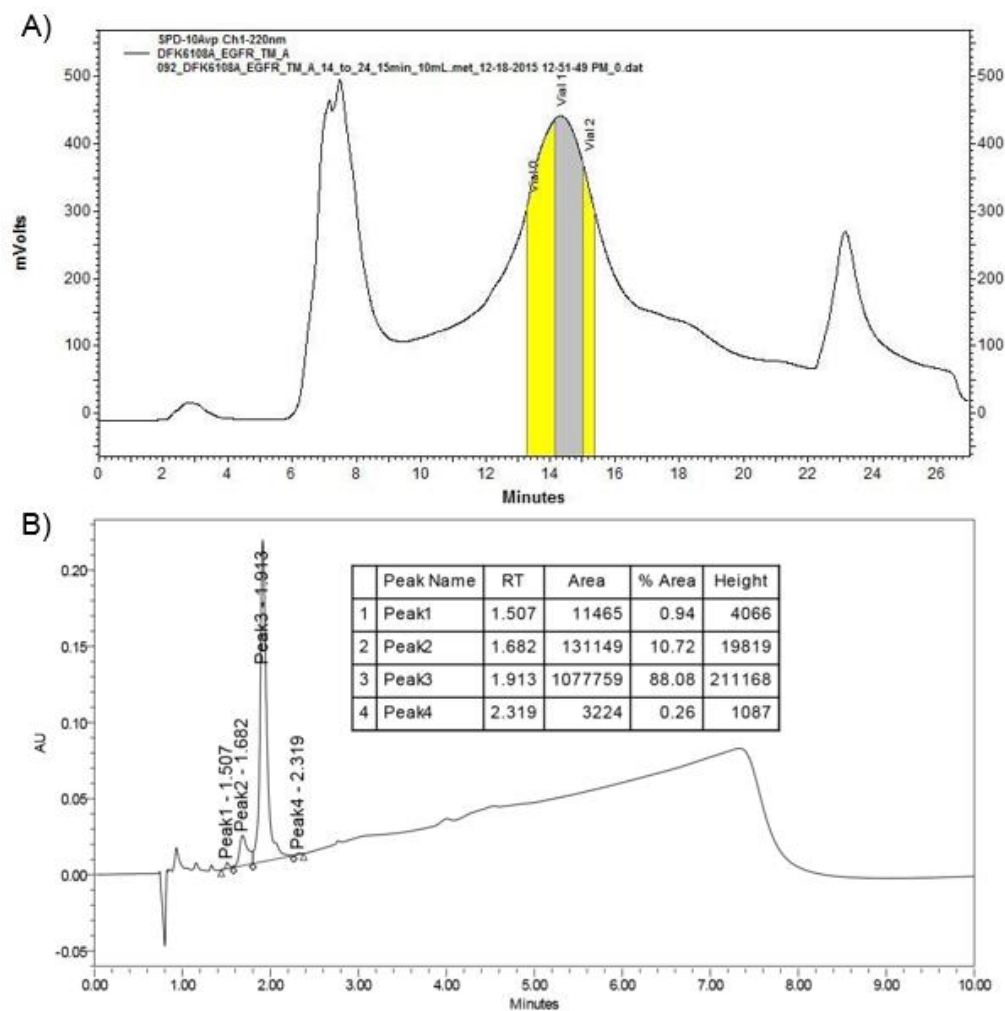 A)
SPD-10Avp Ch1-220nm
DFK6108A_EGFR_TM_A
092_DFK6108A_EGFR_TM_A_14_to_24_15min_10mL.met_12-18-2015 12-51-49 PM_0.dat
500 500
400 400
300 300
200 200
100 100
0 0
mVolts
Vial 0
Vial 1
Vial 2
0 2 4 6 8 10 12 14 16 18 20 22 24 26
Minutes
B)
0.20
0.15
0.10
0.05
0.00
-0.05
AU
Peak1 - 1.507
Peak2 - 1.682
Peak3 - 1.913
Peak4 - 2.319
Peak Name RT Area % Area Height
1 Peak1 1.507 11465 0.94 4066
2 Peak2 1.682 131149 10.72 19819
3 Peak3 1.913 1077759 88.08 211168
4 Peak4 2.319 3224 0.26 1087
0.00 1.00 2.00 3.00 4.00 5.00 6.00 7.00 8.00 9.00 10.00
Minutes